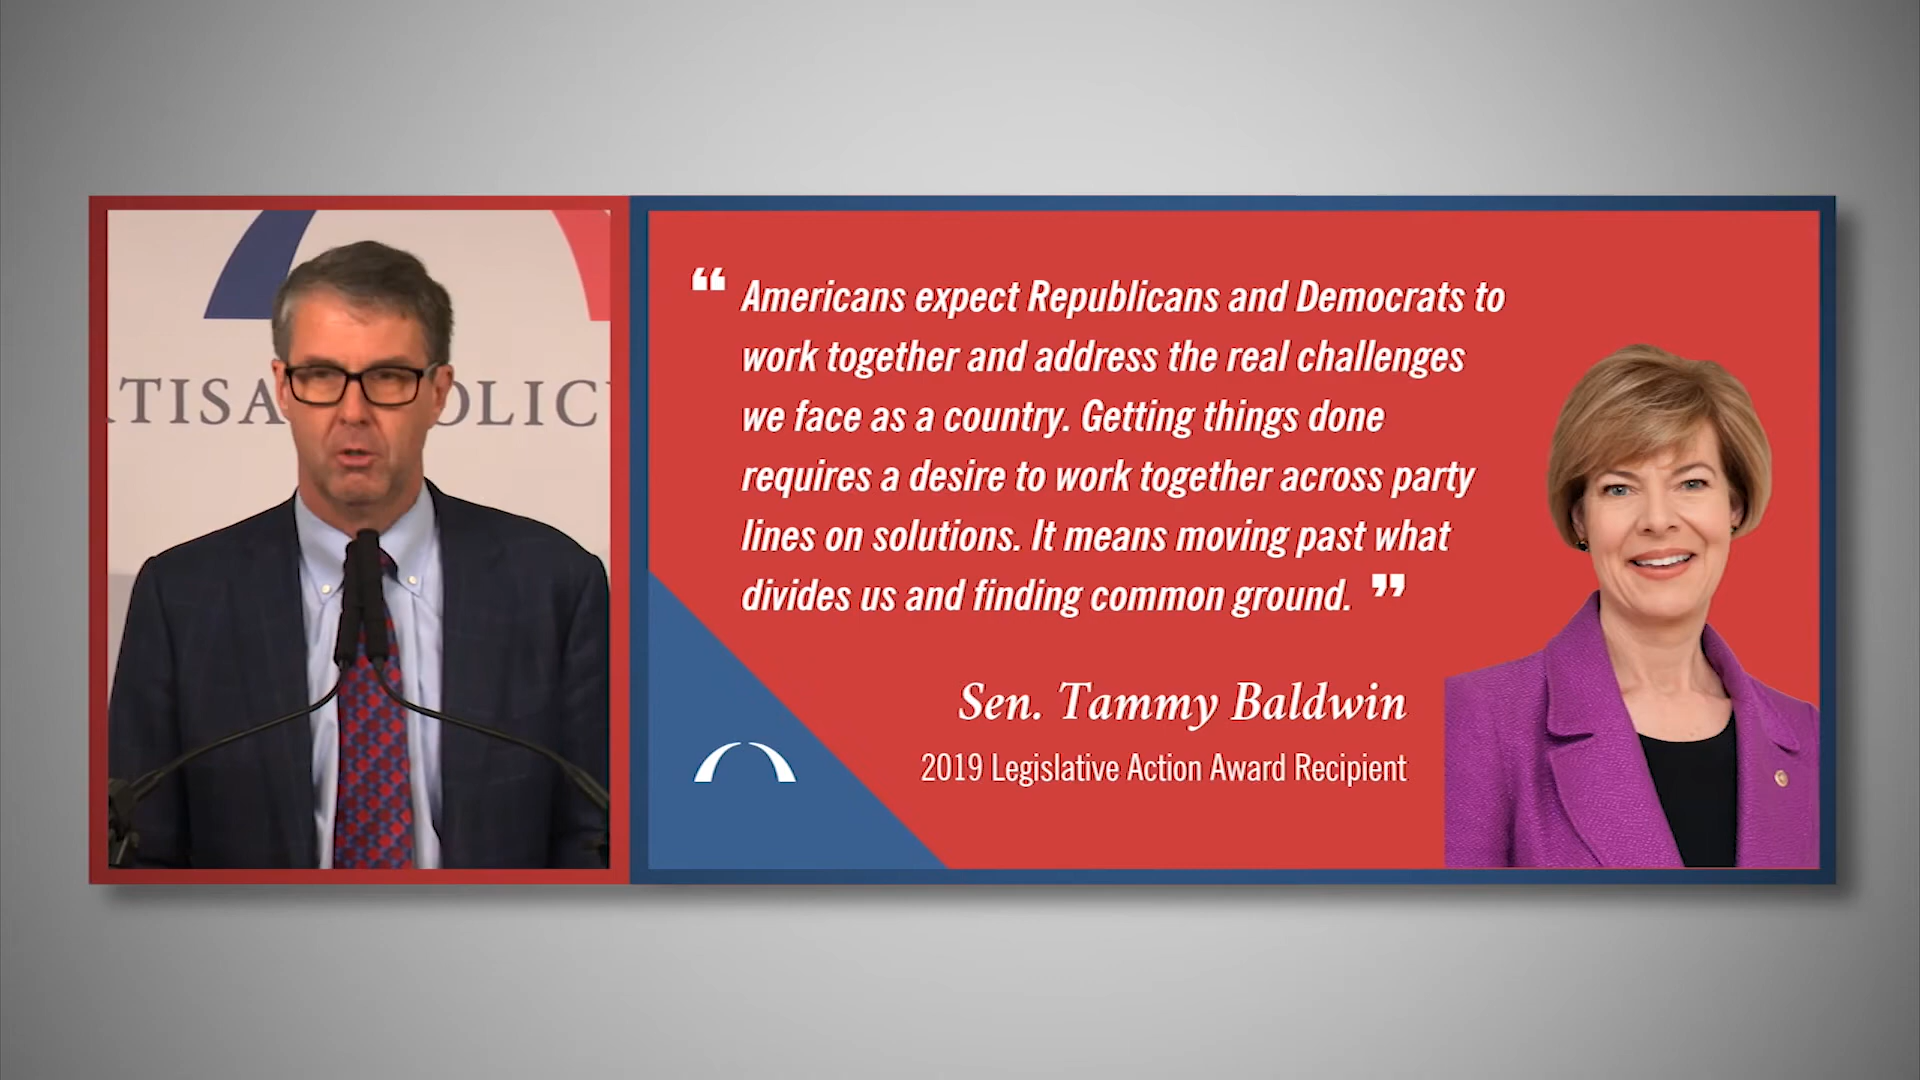 TISA OLIC
❝ Americans expect Republicans and Democrats to
work together and address the real challenges
we face as a country. Getting things done
requires a desire to work together across party
lines on solutions. It means moving past what
divides us and finding common ground. ❞
Sen. Tammy Baldwin
2019 Legislative Action Award Recipient